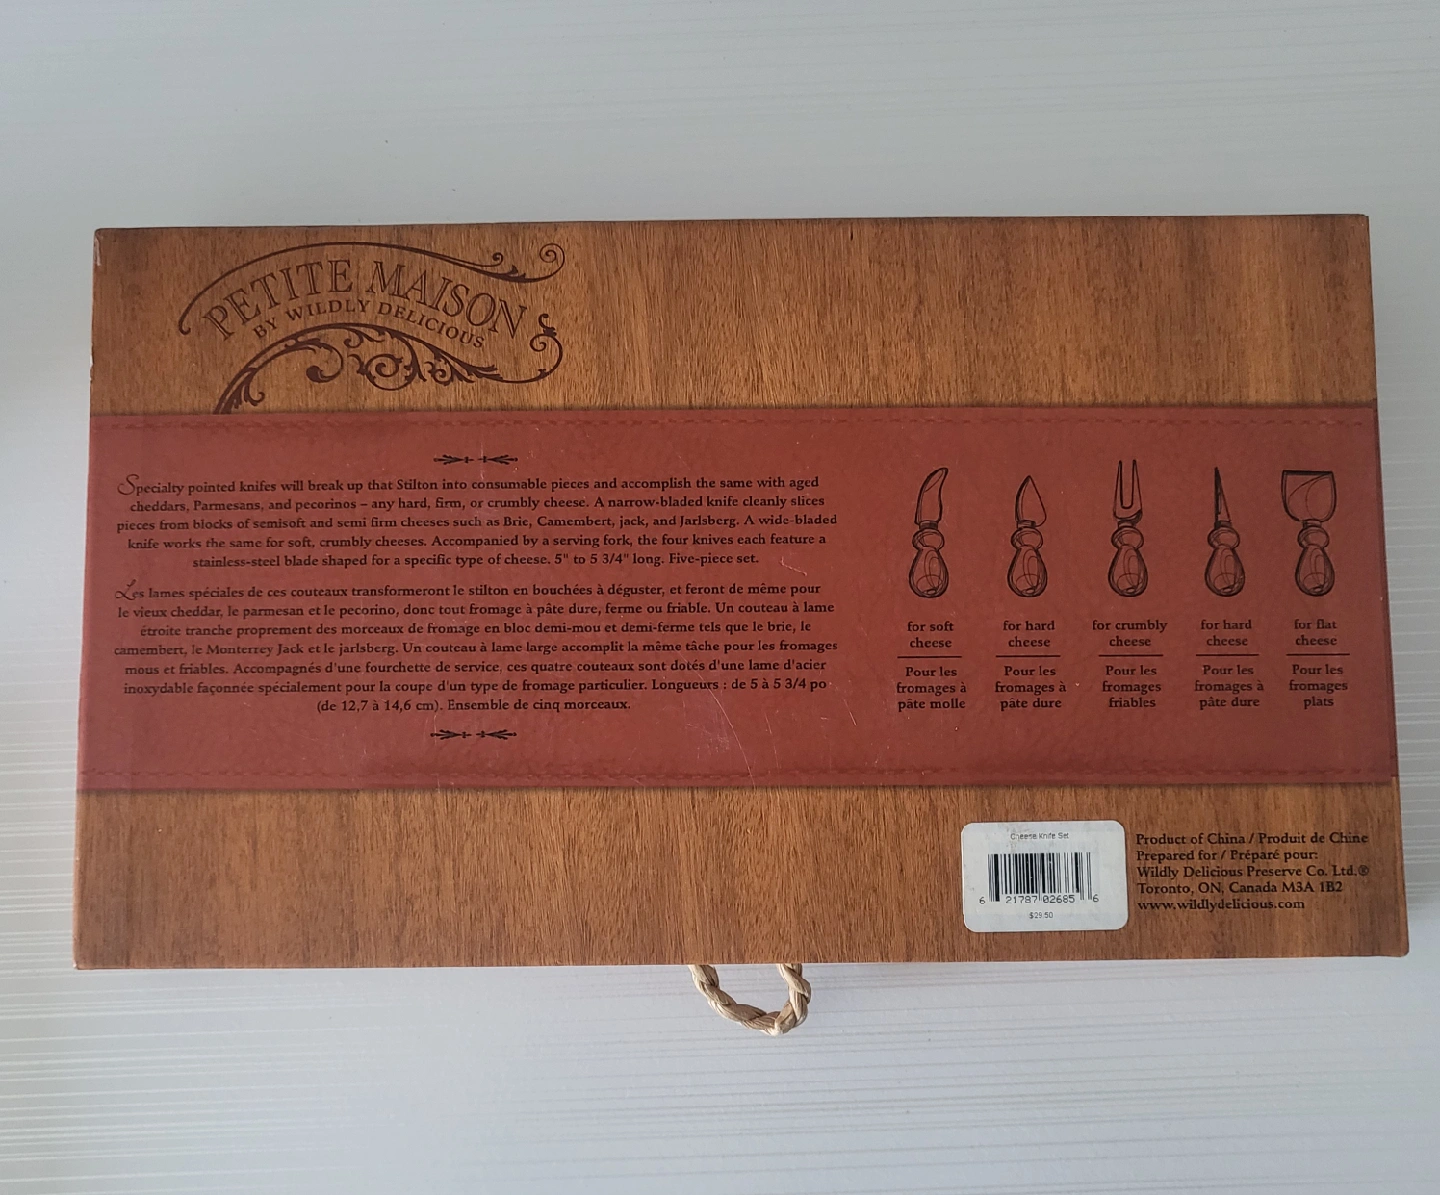 PETITE MAISON
BY WILDLY DELICIOUS
Specialty pointed knifes will break up that Stilton into consumable pieces and accomplish the same with aged
cheddars, Parmesans, and pecorinos – any hard, firm, or crumbly cheese. A narrow-bladed knife cleanly slices
pieces from blocks of semisoft and semi firm cheeses such as Brie, Camembert, jack, and Jarlsberg. A wide-bladed
knife works the same for soft, crumbly cheeses. Accompanied by a serving fork, the four knives each feature a
stainless-steel blade shaped for a specific type of cheese. 5" to 5 3/4" long. Five-piece set.
Les lames spéciales de ces couteaux transformeront le stilton en bouchées à déguster, et feront de même pour
le vieux cheddar, le parmesan et le pecorino, donc tout fromage à pâte dure, ferme ou friable. Un couteau à lame
étroite tranche proprement des morceaux de fromage en bloc demi-mou et demi-ferme tels que le brie, le
camembert, le Monterrey Jack et le jarlsberg. Un couteau à lame large accomplit la même tâche pour les fromages
mous et friables. Accompagnés d'une fourchette de service, ces quatre couteaux sont dotés d'une lame d'acier
inoxydable façonnée spécialement pour la coupe d'un type de fromage particulier. Longueurs : de 5 à 5 3/4 po
(de 12,7 à 14,6 cm). Ensemble de cinq morceaux.
for soft
cheese
Pour les
fromages à
pâte molle
for hard
cheese
Pour les
fromages à
pâte dure
for crumbly
cheese
Pour les
fromages
friables
for hard
cheese
Pour les
fromages à
pâte dure
for flat
cheese
Pour les
fromages
plats
Cheese Knife Set
6 21787 02685 6
$29.50
Product of China / Produit de Chine
Prepared for / Préparé pour:
Wildly Delicious Preserve Co. Ltd.®
Toronto, ON, Canada M3A 1B2
www.wildlydelicious.com